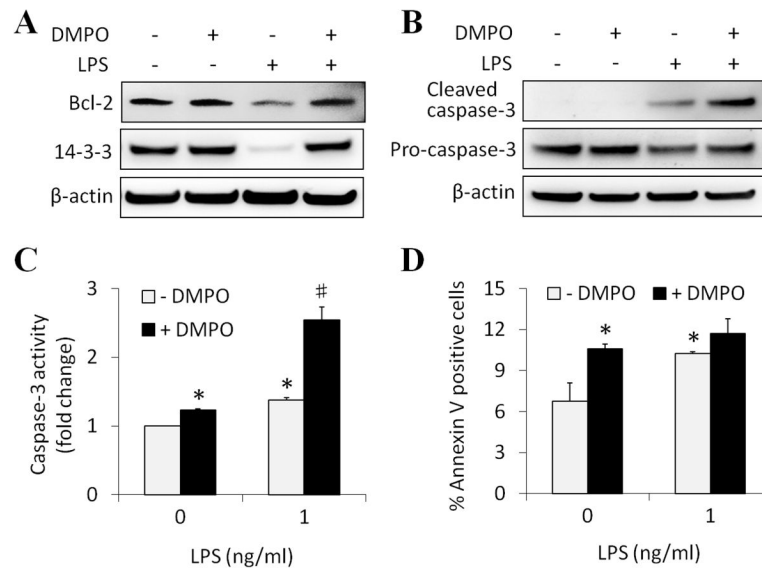 A
DMPO - + - +
LPS - - + +
Bcl-2
14-3-3
β-actin
B
DMPO - + - +
LPS - - + +
Cleaved
caspase-3
Pro-caspase-3
β-actin
C
Caspase-3 activity
(fold change)
3
2
1
0
- DMPO
+ DMPO
*
*
#
0 1
LPS (ng/ml)
D
% Annexin V positive cells
15
12
9
6
3
0
- DMPO + DMPO
*
*
0 1
LPS (ng/ml)